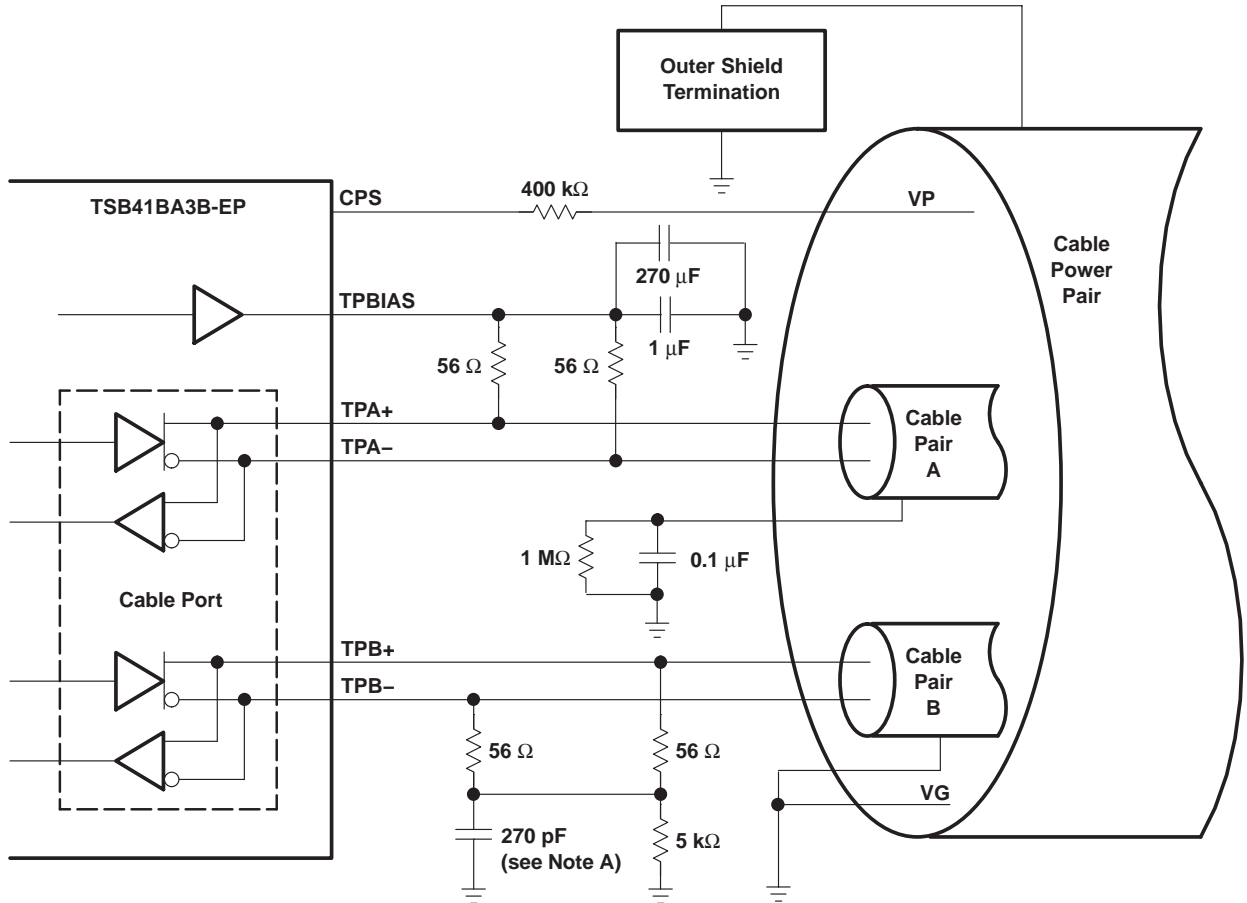 Outer Shield
Termination
TSB41BA3B-EP
CPS
400 kΩ
VP
Cable
Power
Pair
270 μF
TPBIAS
1 μF
56 Ω
56 Ω
TPA+
TPA−
Cable
Pair
A
1 MΩ
0.1 μF
Cable Port
TPB+
TPB−
Cable
Pair
B
56 Ω
56 Ω
VG
270 pF
(see Note A)
5 kΩ